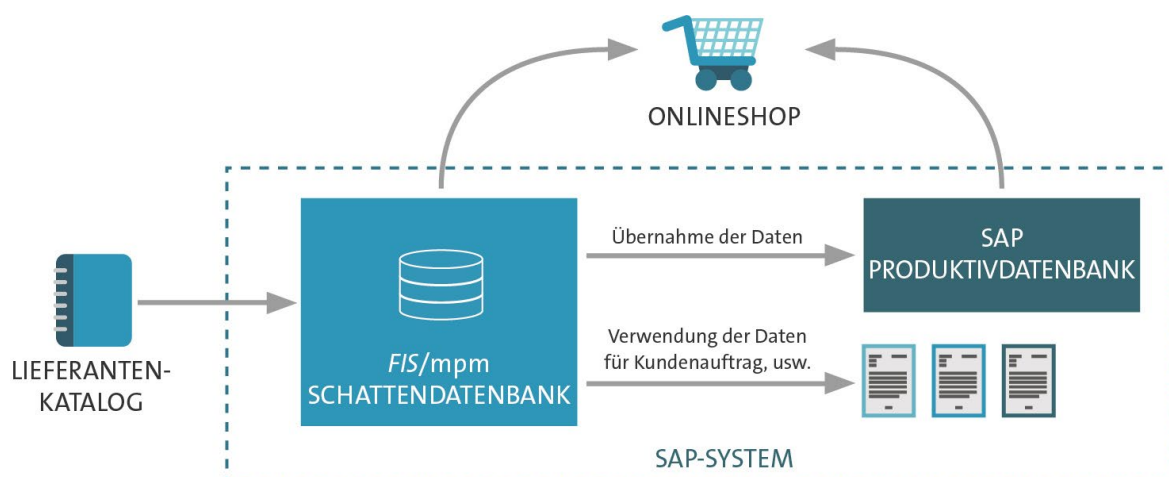 ONLINESHOP
LIEFERANTEN-
KATALOG
FIS/mpm
SCHATTENDATENBANK
Übernahme der Daten
SAP
PRODUKTIVDATENBANK
Verwendung der Daten
für Kundenauftrag, usw.
SAP-SYSTEM